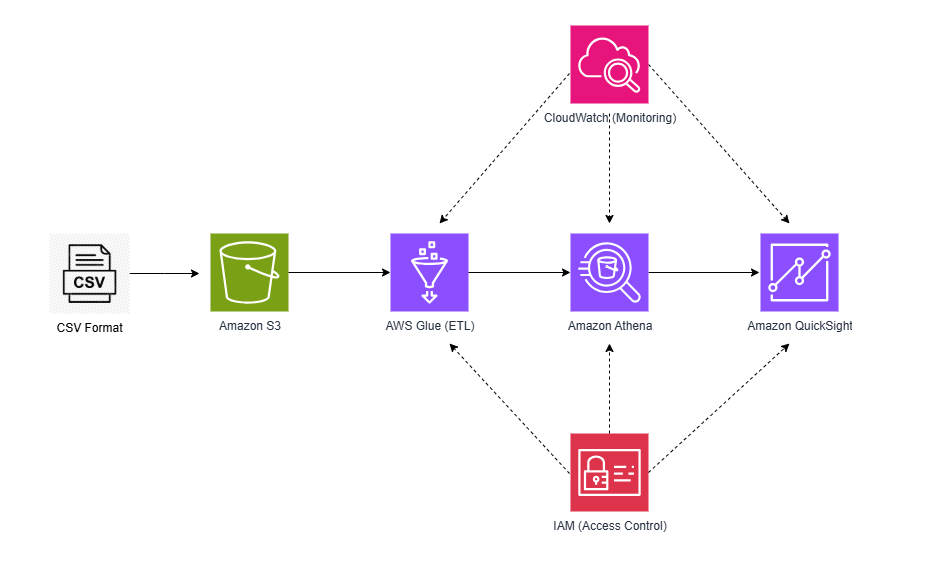 CloudWatch (Monitoring)
CSV
CSV Format
Amazon S3
AWS Glue (ETL)
Amazon Athena
Amazon QuickSight
IAM (Access Control)